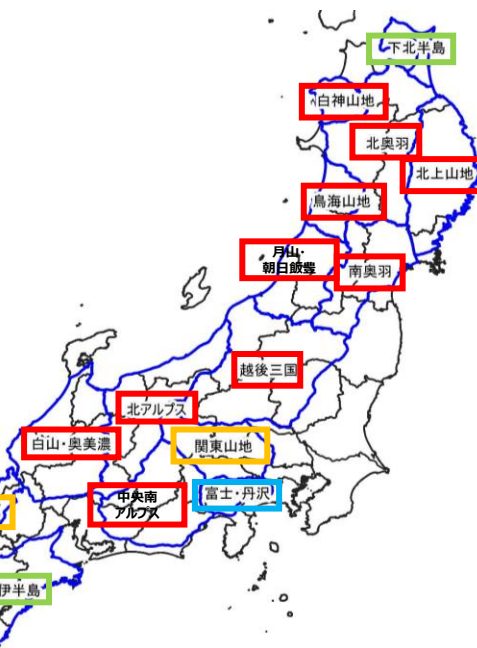 下北半島
白神山地
北奥羽
北上山地
鳥海山地
月山・
朝日飯豊
南奥羽
越後三国
北アルプス
白山・奥美濃
関東山地
中央南
アルプス
富士・丹沢
伊半島